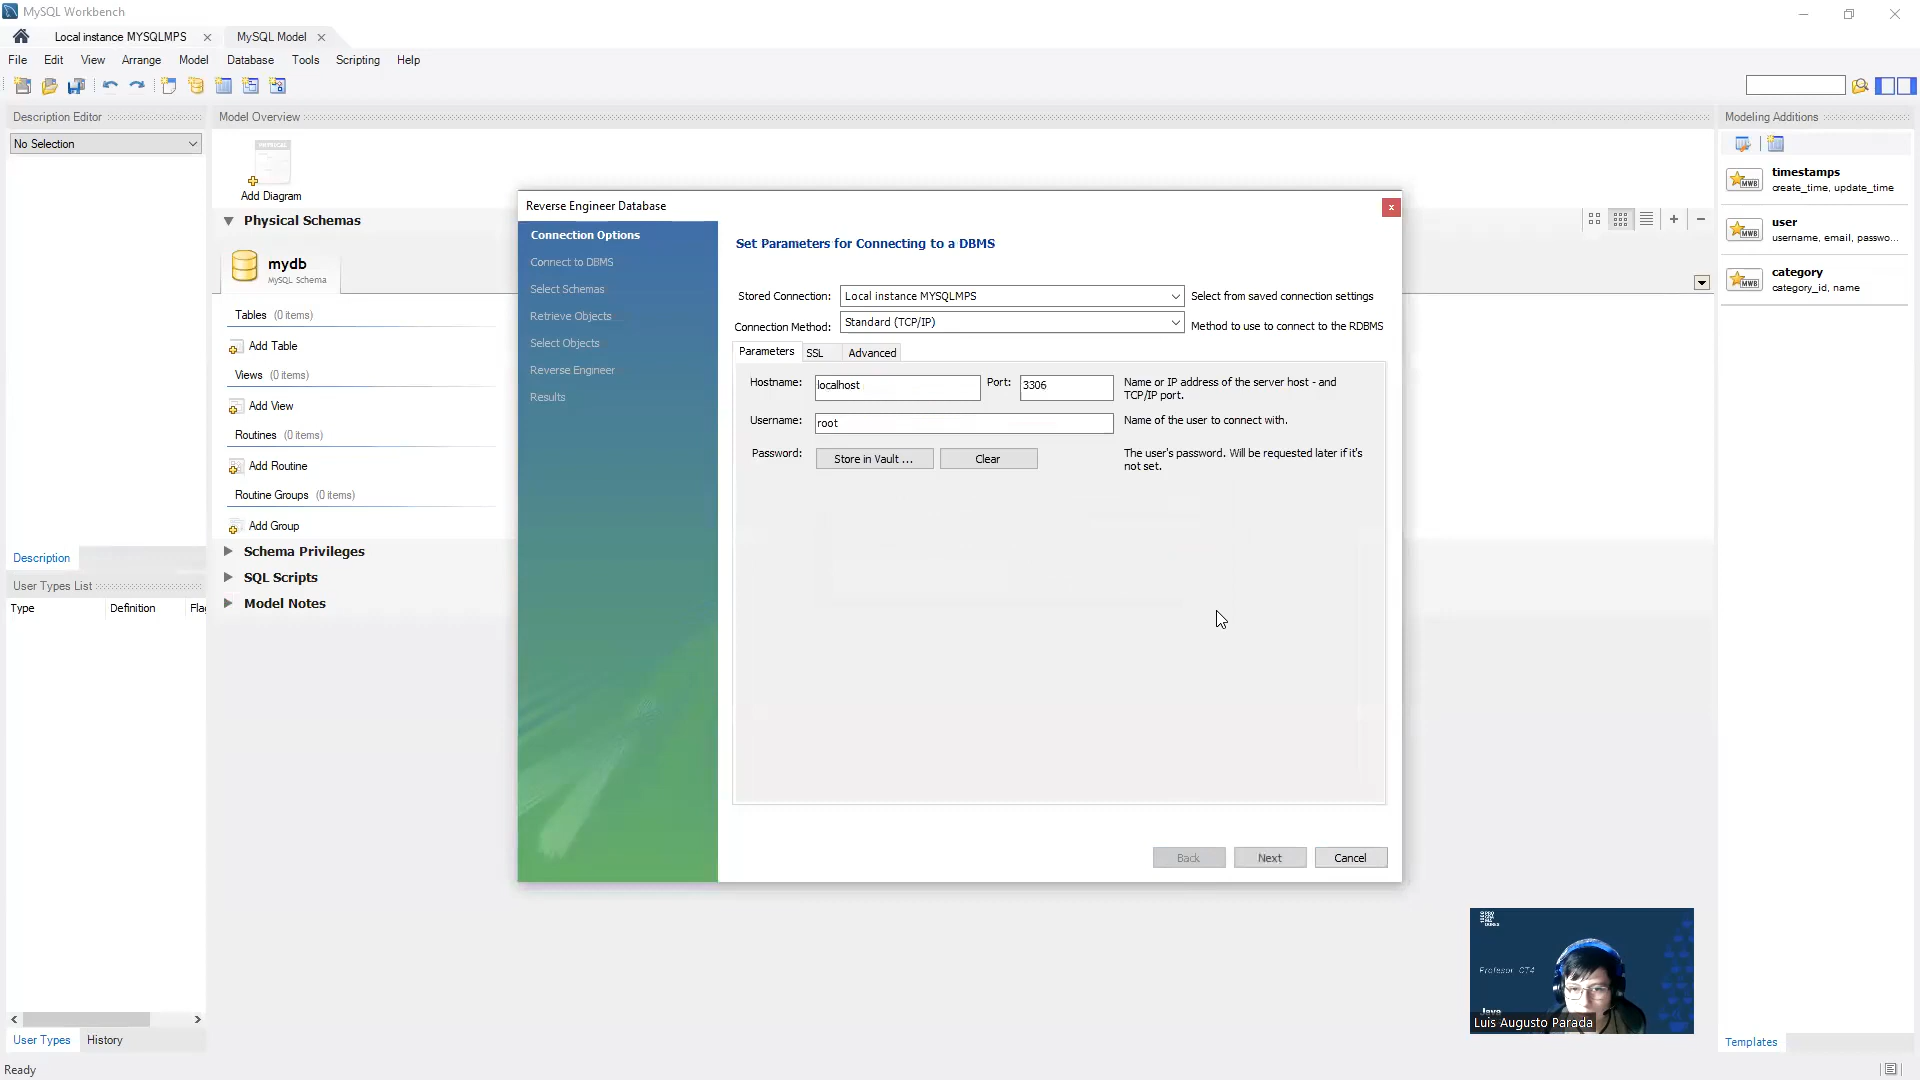 MySQL Workbench
Local instance MYSQLMPS
MySQL Model
File
Edit
View
Arrange
Model
Database
Tools
Scripting
Help
Description Editor
No Selection
Description
User Types List
Type
Definition
Flag
User Types
History
Ready
Model Overview
Add Diagram
Physical Schemas
mydb
MySQL Schema
Tables (0 items)
Add Table
Views (0 items)
Add View
Routines (0 items)
Add Routine
Routine Groups (0 items)
Add Group
Schema Privileges
SQL Scripts
Model Notes
Reverse Engineer Database
Connection Options
Connect to DBMS
Select Schemas
Retrieve Objects
Select Objects
Reverse Engineer
Results
Set Parameters for Connecting to a DBMS
Stored Connection: Local instance MYSQLMPS Select from saved connection settings
Connection Method: Standard (TCP/IP) Method to use to connect to the RDBMS
Parameters SSL Advanced
Hostname: localhost Port: 3306 Name or IP address of the server host - and
TCP/IP port.
Username: root Name of the user to connect with.
Password: Store in Vault ... Clear The user's password. Will be requested later if it's
not set.
Back
Next
Cancel
Modeling Additions
timestamps
create_time, update_time
user
username, email, passwo...
category
category_id, name
Templates
Profesor CT4
Java
Luis Augusto Parada